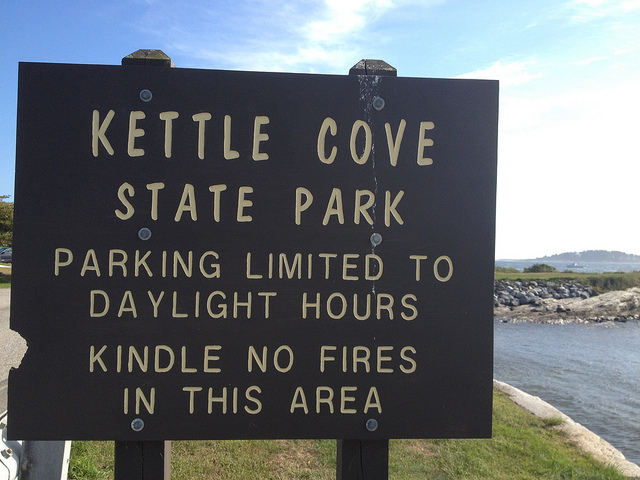 KETTLE COVE
STATE PARK
PARKING LIMITED TO
DAYLIGHT HOURS
KINDLE NO FIRES
IN THIS AREA